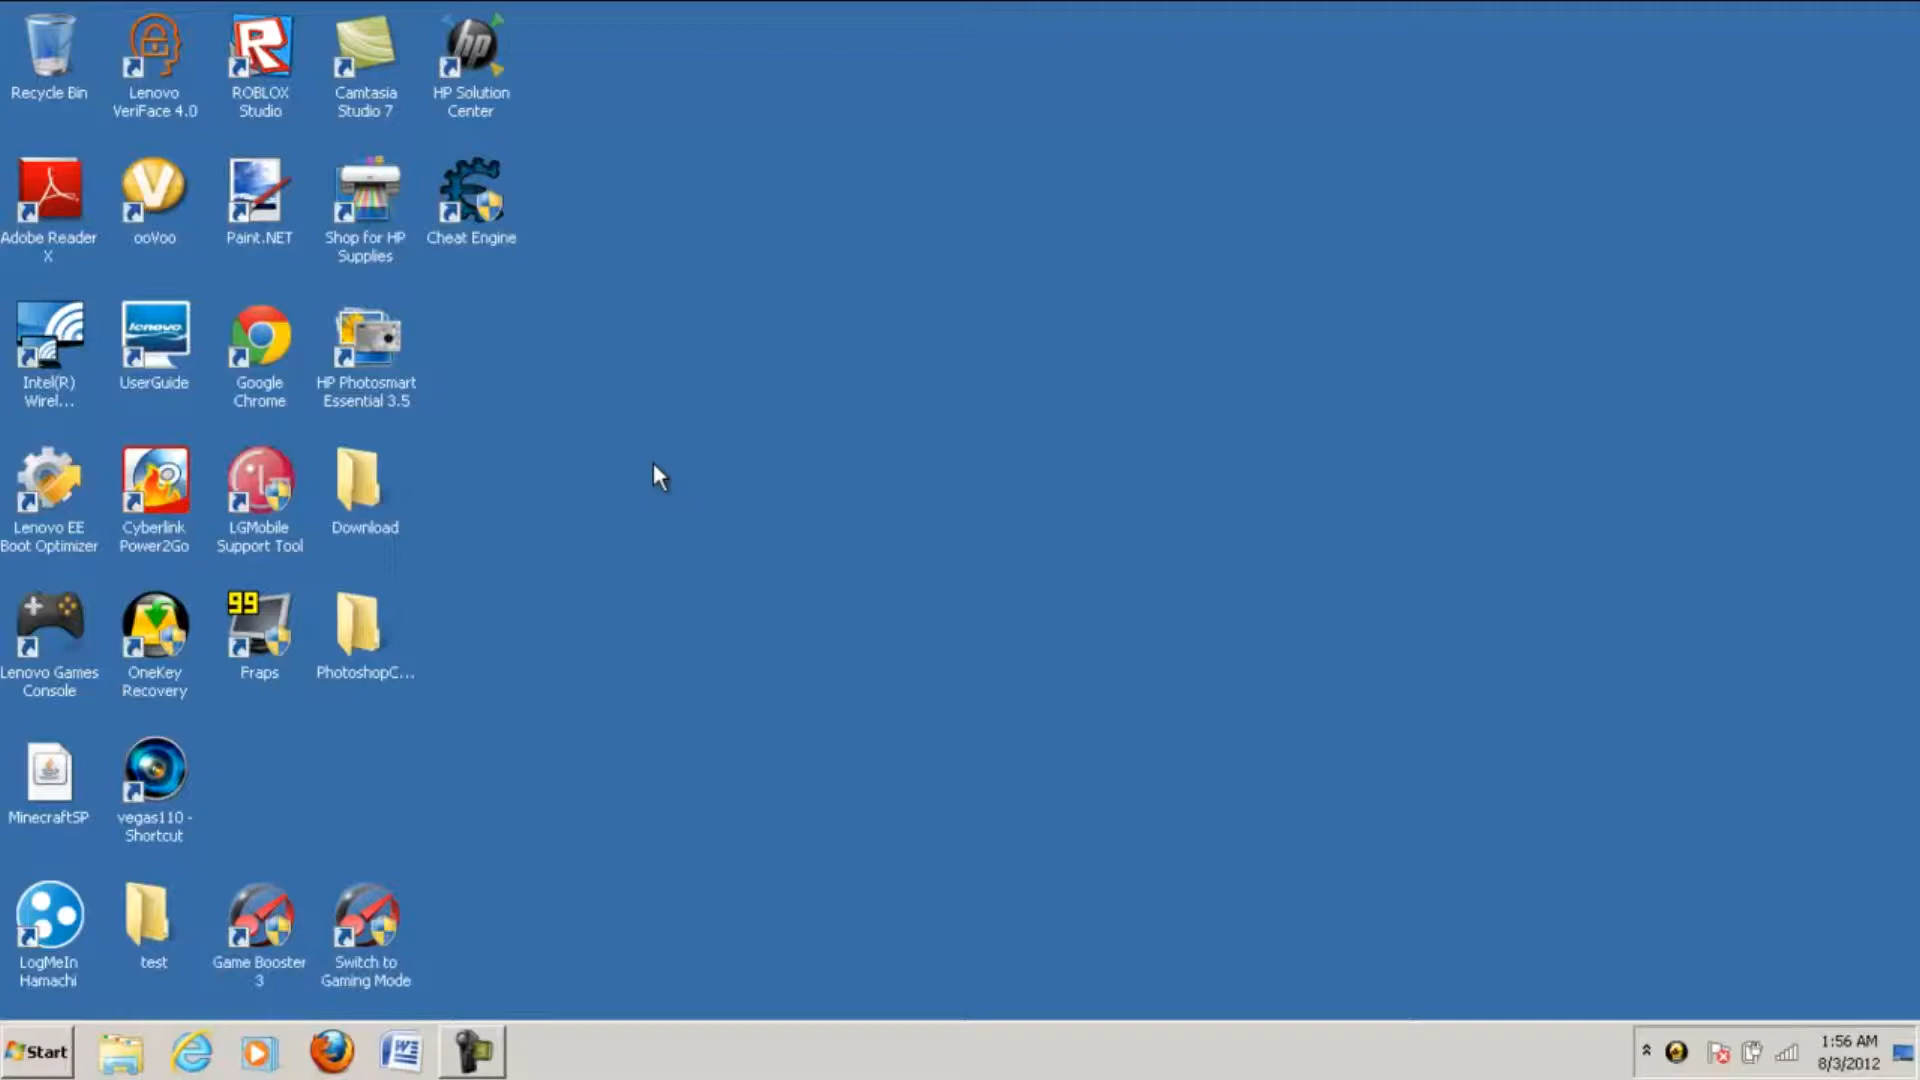 Recycle Bin
Lenovo
VeriFace 4.0
ROBLOX
Studio
Camtasia
Studio 7
hp
HP Solution
Center
Adobe Reader
X
ooVoo
Paint.NET
Shop for HP
Supplies
Cheat Engine
Intel(R)
Wirel...
lenovo
UserGuide
Google
Chrome
HP Photosmart
Essential 3.5
Lenovo EE
Boot Optimizer
Cyberlink
Power2Go
LGMobile
Support Tool
Download
Lenovo Games
Console
OneKey
Recovery
99
Fraps
PhotoshopC...
MinecraftSP
vegas110 -
Shortcut
LogMeIn
Hamachi
test
Game Booster
3
Switch to
Gaming Mode
Start
1:56 AM
8/3/2012